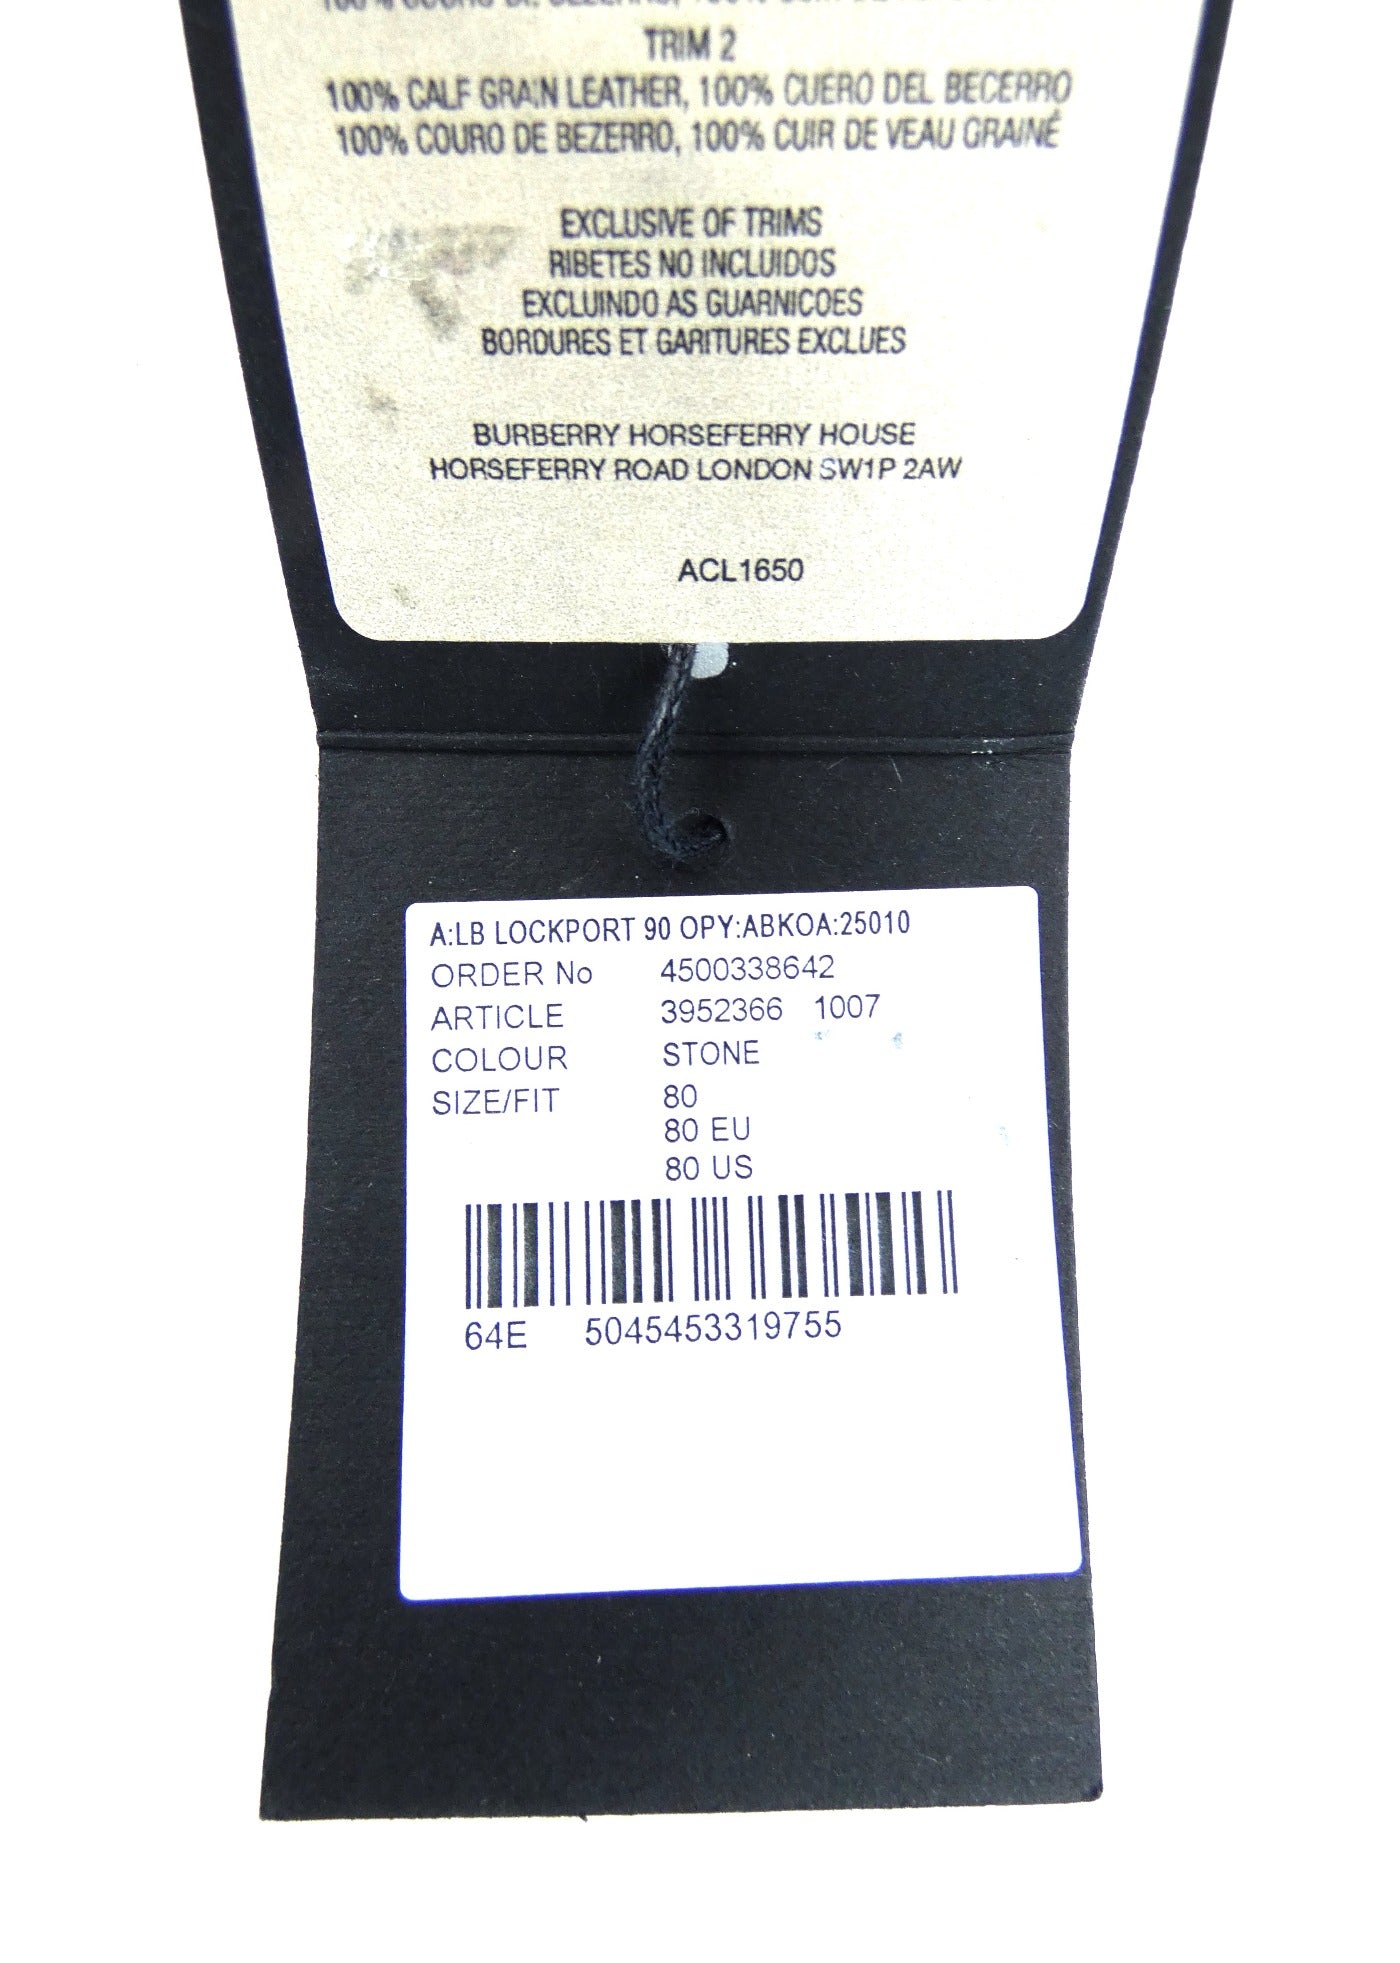 TRIM 2
100% CALF GRAIN LEATHER, 100% CUERO DEL BECERRO
100% COURO DE BEZERRO, 100% CUIR DE VEAU GRAINÉ
EXCLUSIVE OF TRIMS
RIBETES NO INCLUIDOS
EXCLUINDO AS GUARNICOES
BORDURES ET GARITURES EXCLUES
BURBERRY HORSEFERRY HOUSE
HORSEFERRY ROAD LONDON SW1P 2AW
ACL1650
A:LB LOCKPORT 90 OPY:ABKOA:25010
ORDER No 4500338642
ARTICLE 3952366 1007
COLOUR STONE
SIZE/FIT 80
80 EU
80 US
64E 5045453319755